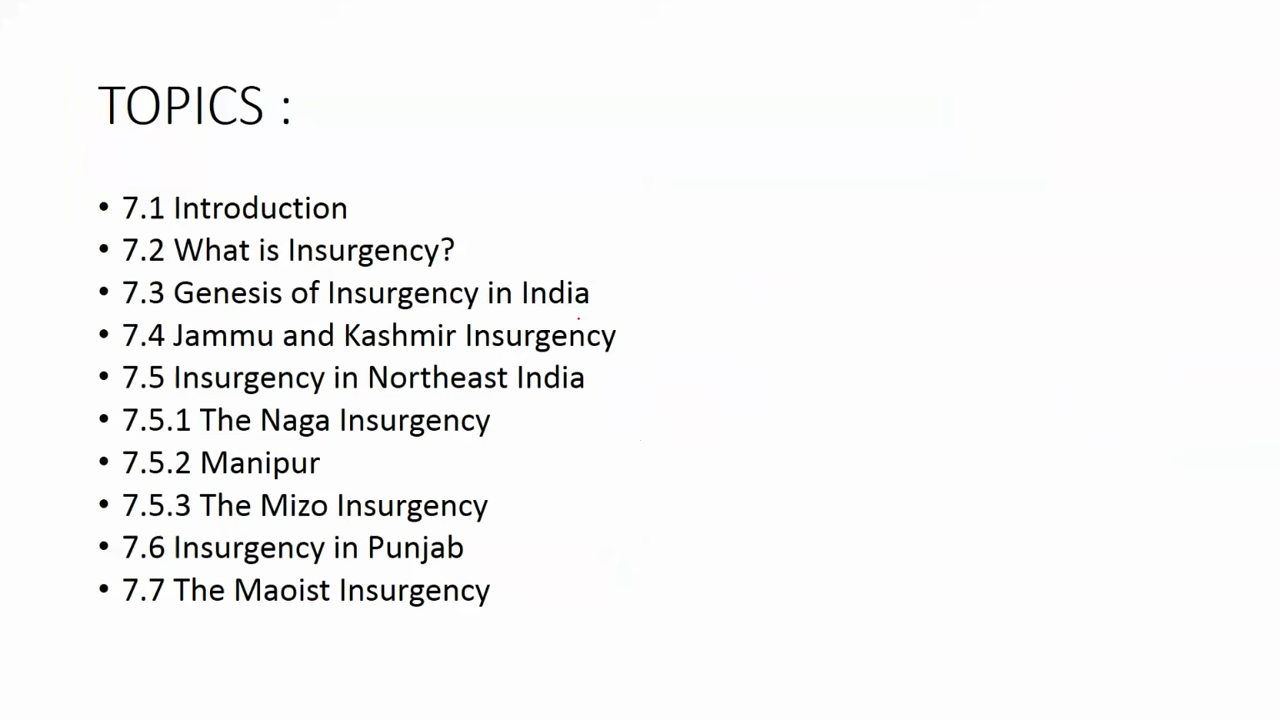 TOPICS :
• 7.1 Introduction
• 7.2 What is Insurgency?
• 7.3 Genesis of Insurgency in India
• 7.4 Jammu and Kashmir Insurgency
• 7.5 Insurgency in Northeast India
• 7.5.1 The Naga Insurgency
• 7.5.2 Manipur
• 7.5.3 The Mizo Insurgency
• 7.6 Insurgency in Punjab
• 7.7 The Maoist Insurgency